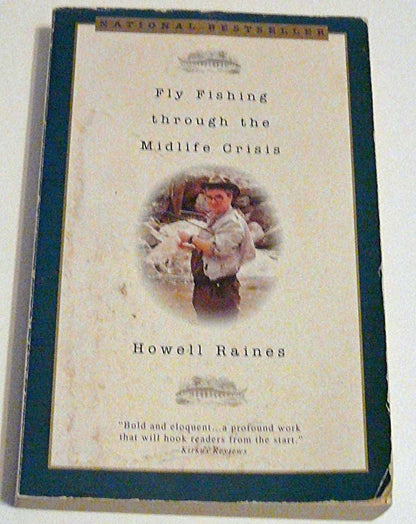 NATIONAL BESTSELLER
Fly Fishing
through the
Midlife Crisis
Howell Raines
"Bold and eloquent...a profound work
that will hook readers from the start."
—Kirkus Reviews